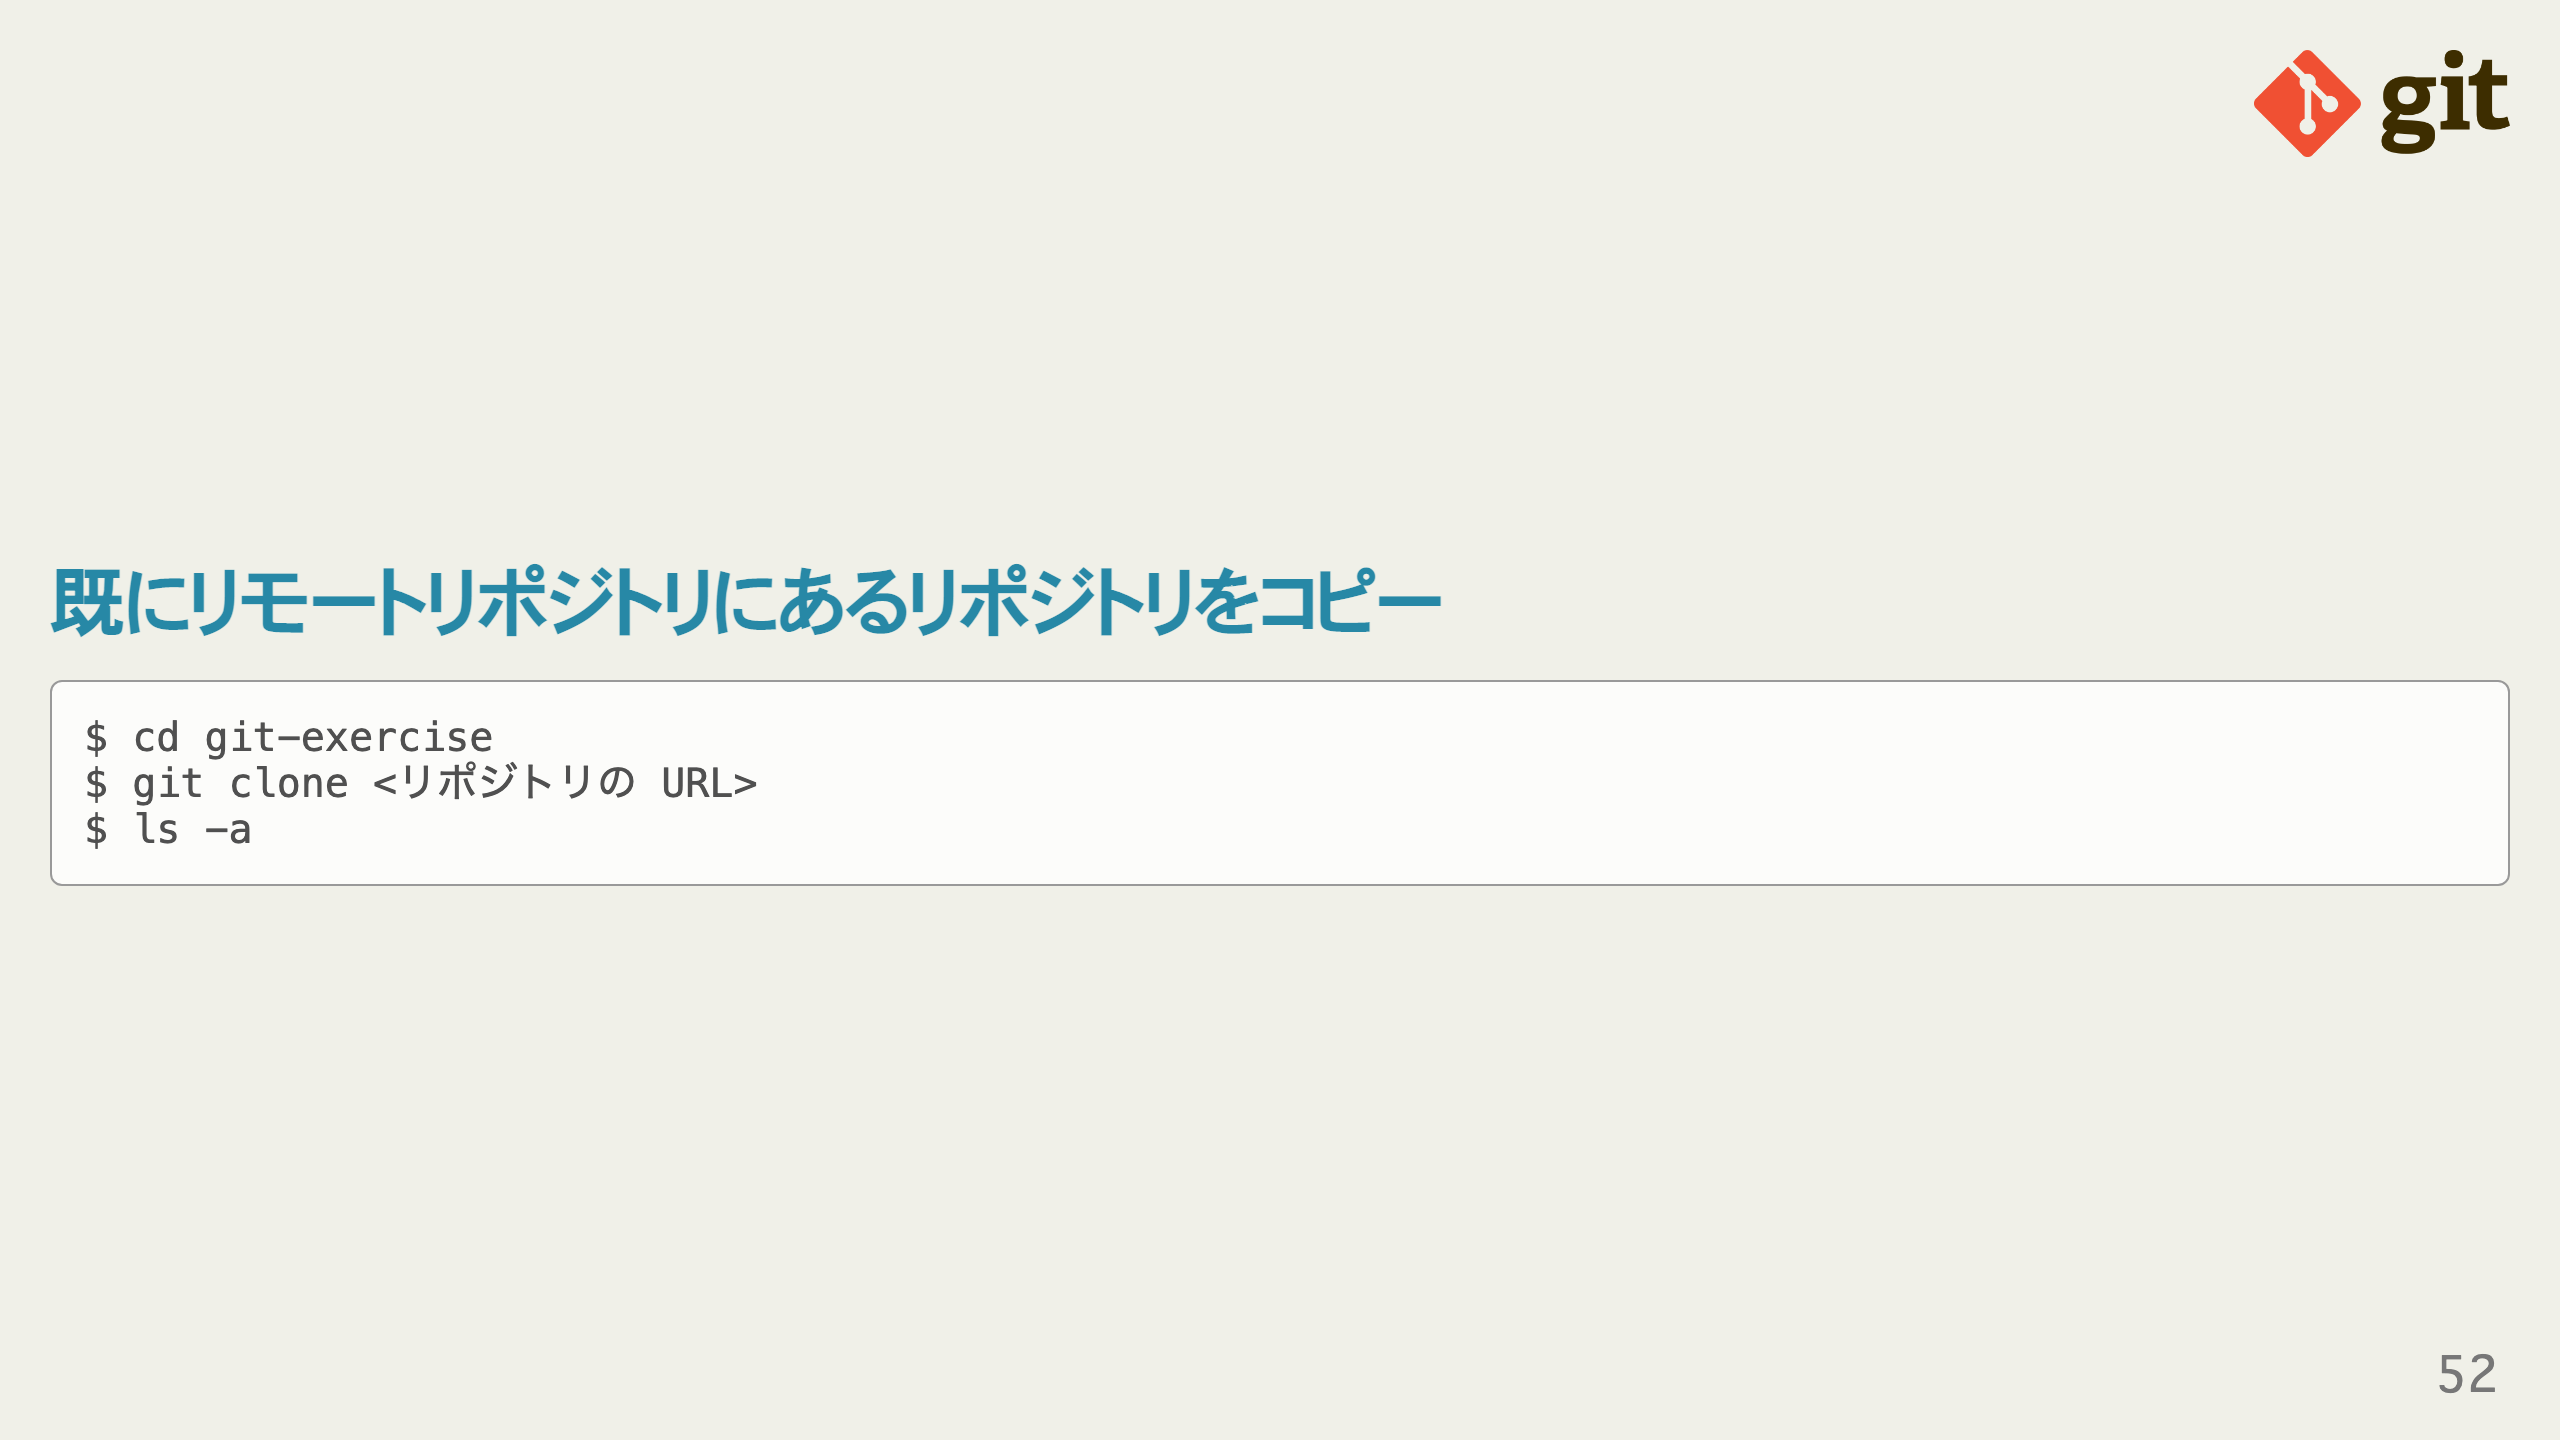 git
既にリモートリポジトリにあるリポジトリをコピー
$ cd git-exercise
$ git clone <リポジトリの URL>
$ ls -a
52